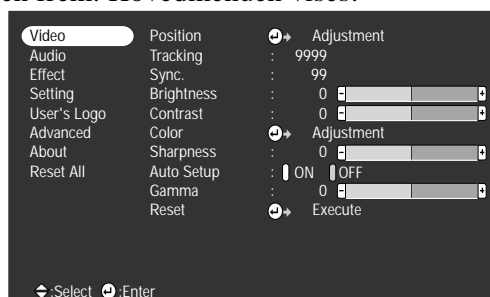 Video Position Adjustment
Audio Tracking : 9999
Effect Sync. : 99
Setting Brightness : 0 - +
User's Logo Contrast : 0 - +
Advanced Color Adjustment
About Sharpness : 0 - +
Reset All Auto Setup : ON OFF
Gamma : 0 - +
Reset Execute
:Select :Enter